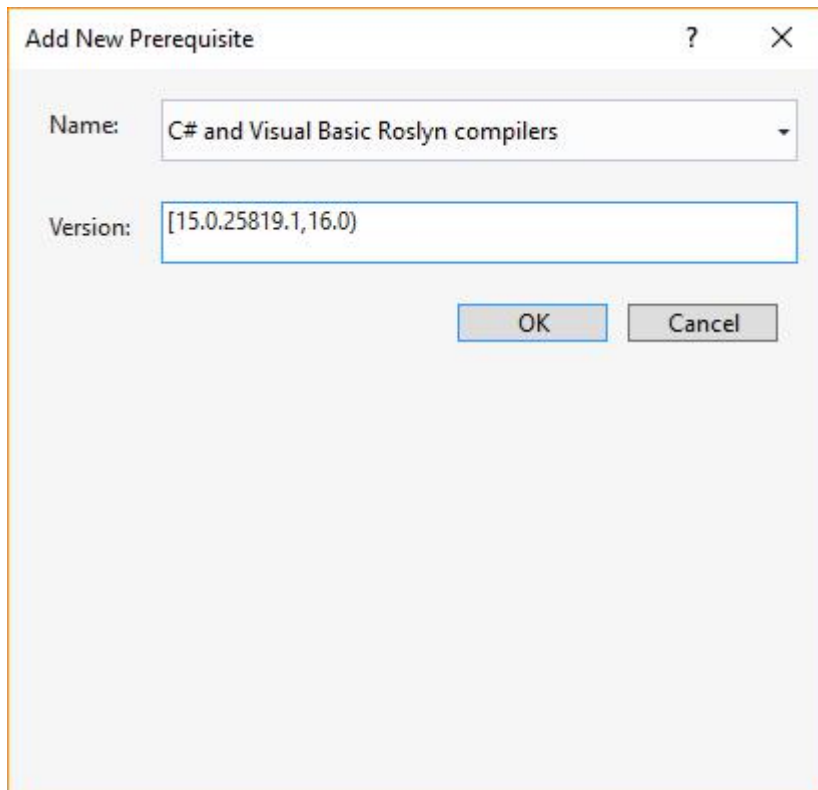 Add New Prerequisite ?
Name: C# and Visual Basic Roslyn compilers
Version: [15.0.25819.1,16.0)
OK Cancel